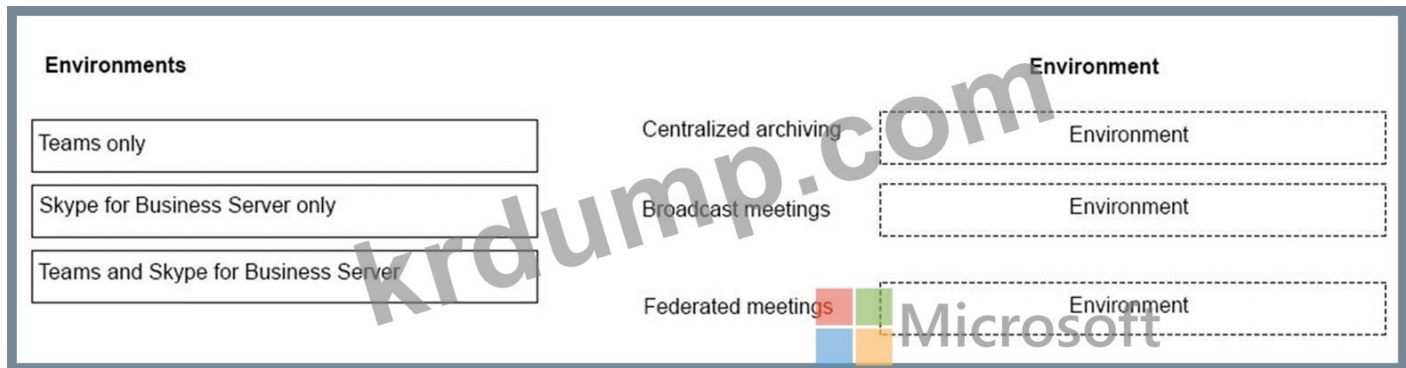 Environments
Environment
Teams only
Centralized archiving
Environment
Skype for Business Server only
Broadcast meetings
Environment
Teams and Skype for Business Server
Federated meetings
Environment
krdump.com
Microsoft